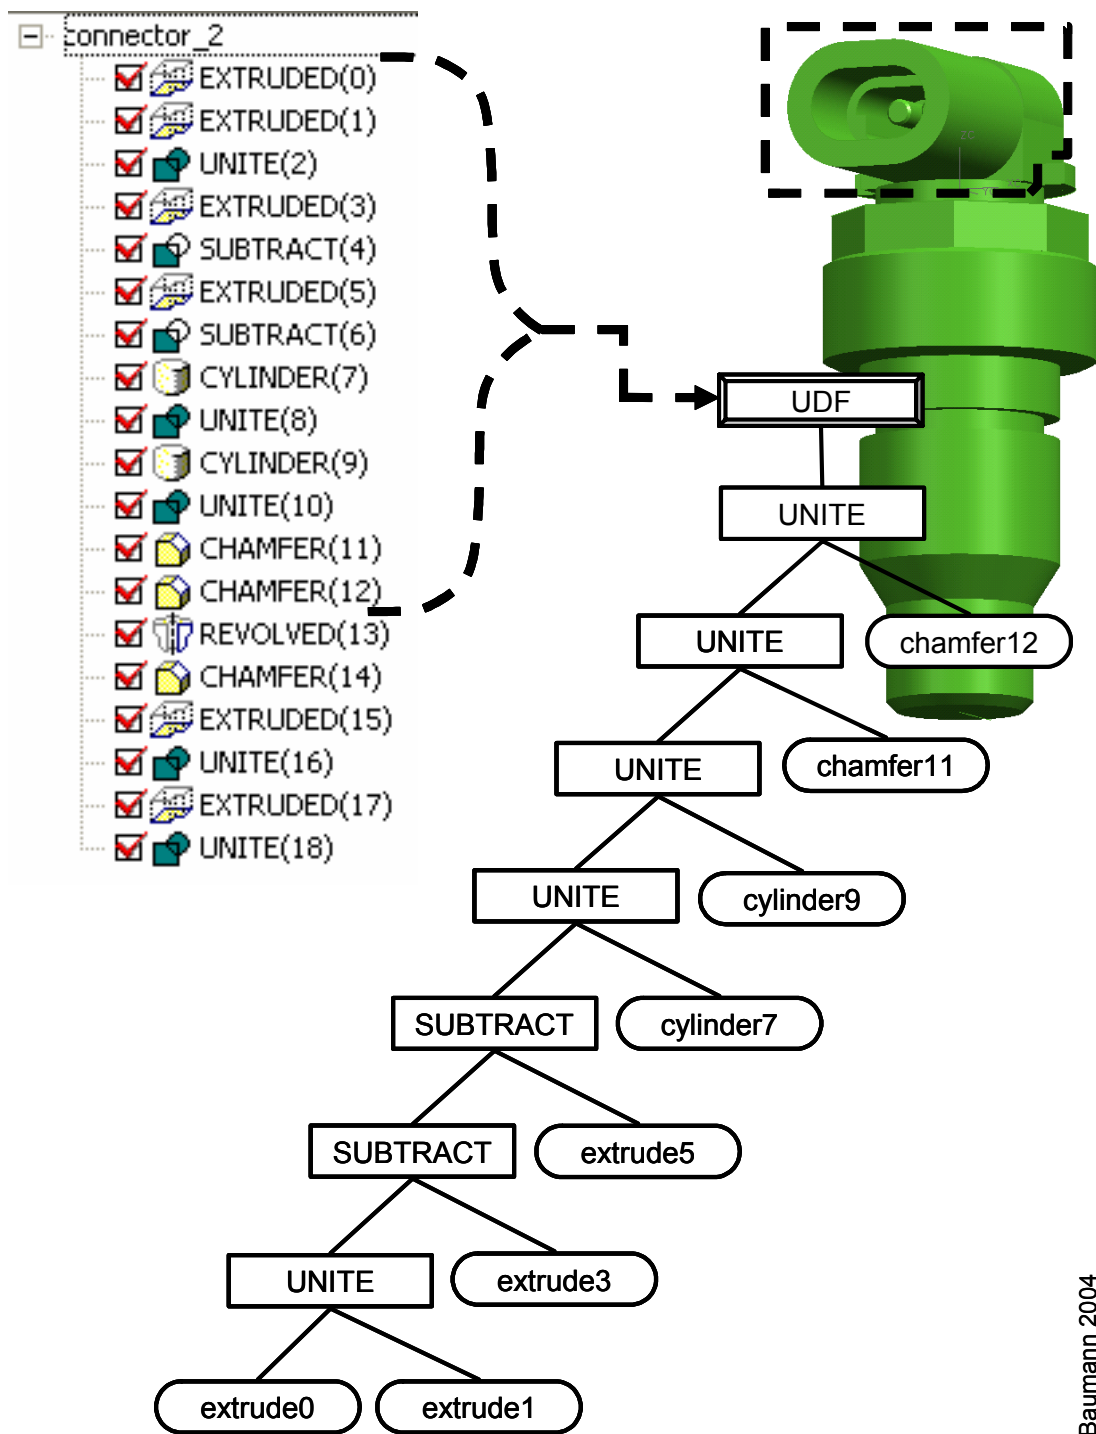 connector_2
EXTRUDED(0)
EXTRUDED(1)
UNITE(2)
EXTRUDED(3)
SUBTRACT(4)
EXTRUDED(5)
SUBTRACT(6)
CYLINDER(7)
UNITE(8)
CYLINDER(9)
UNITE(10)
CHAMFER(11)
CHAMFER(12)
REVOLVED(13)
CHAMFER(14)
EXTRUDED(15)
UNITE(16)
EXTRUDED(17)
UNITE(18)
ZC
UDF
UNITE
UNITE
chamfer12
UNITE
chamfer11
UNITE
cylinder9
SUBTRACT
cylinder7
SUBTRACT
extrude5
UNITE
extrude3
extrude0
extrude1
Baumann 2004